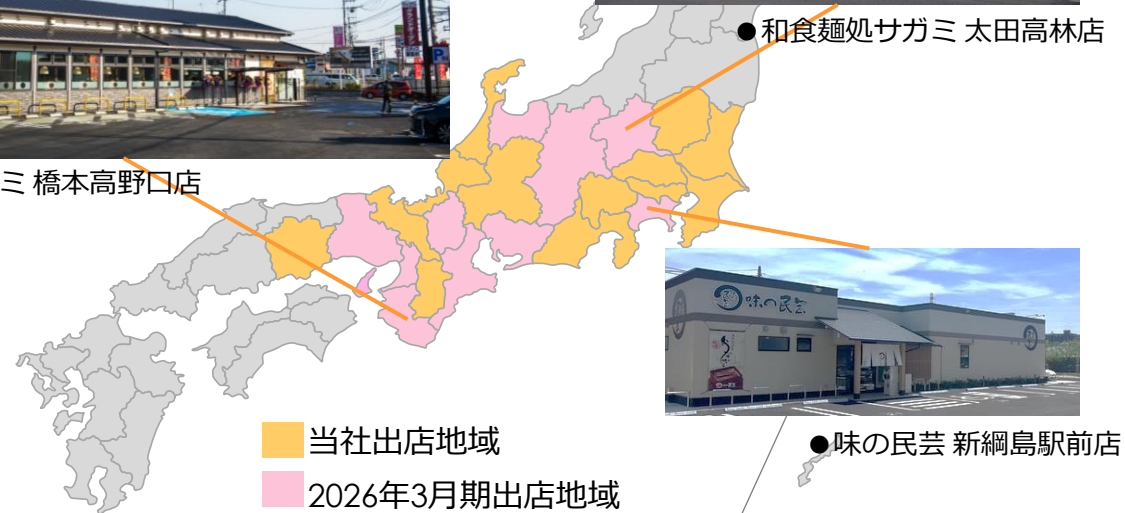 ●和食麺処サガミ 太田高林店
ミ 橋本高野口店
味の民芸
当社出店地域
●味の民芸 新綱島駅前店
2026年3月期出店地域